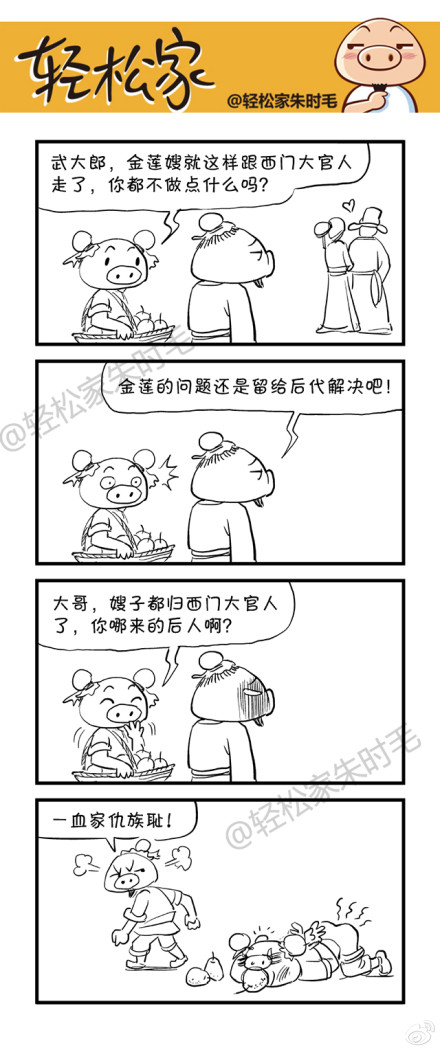 轻松家
@轻松家朱时毛
武大郎，金莲嫂就这样跟西门大官人
走了，你都不做点什么吗？
@轻松家朱时毛
金莲的问题还是留给后代解决吧！
大哥，嫂子都归西门大官人
了，你哪来的后人啊？
@轻松家朱时毛
一血家仇族耻！